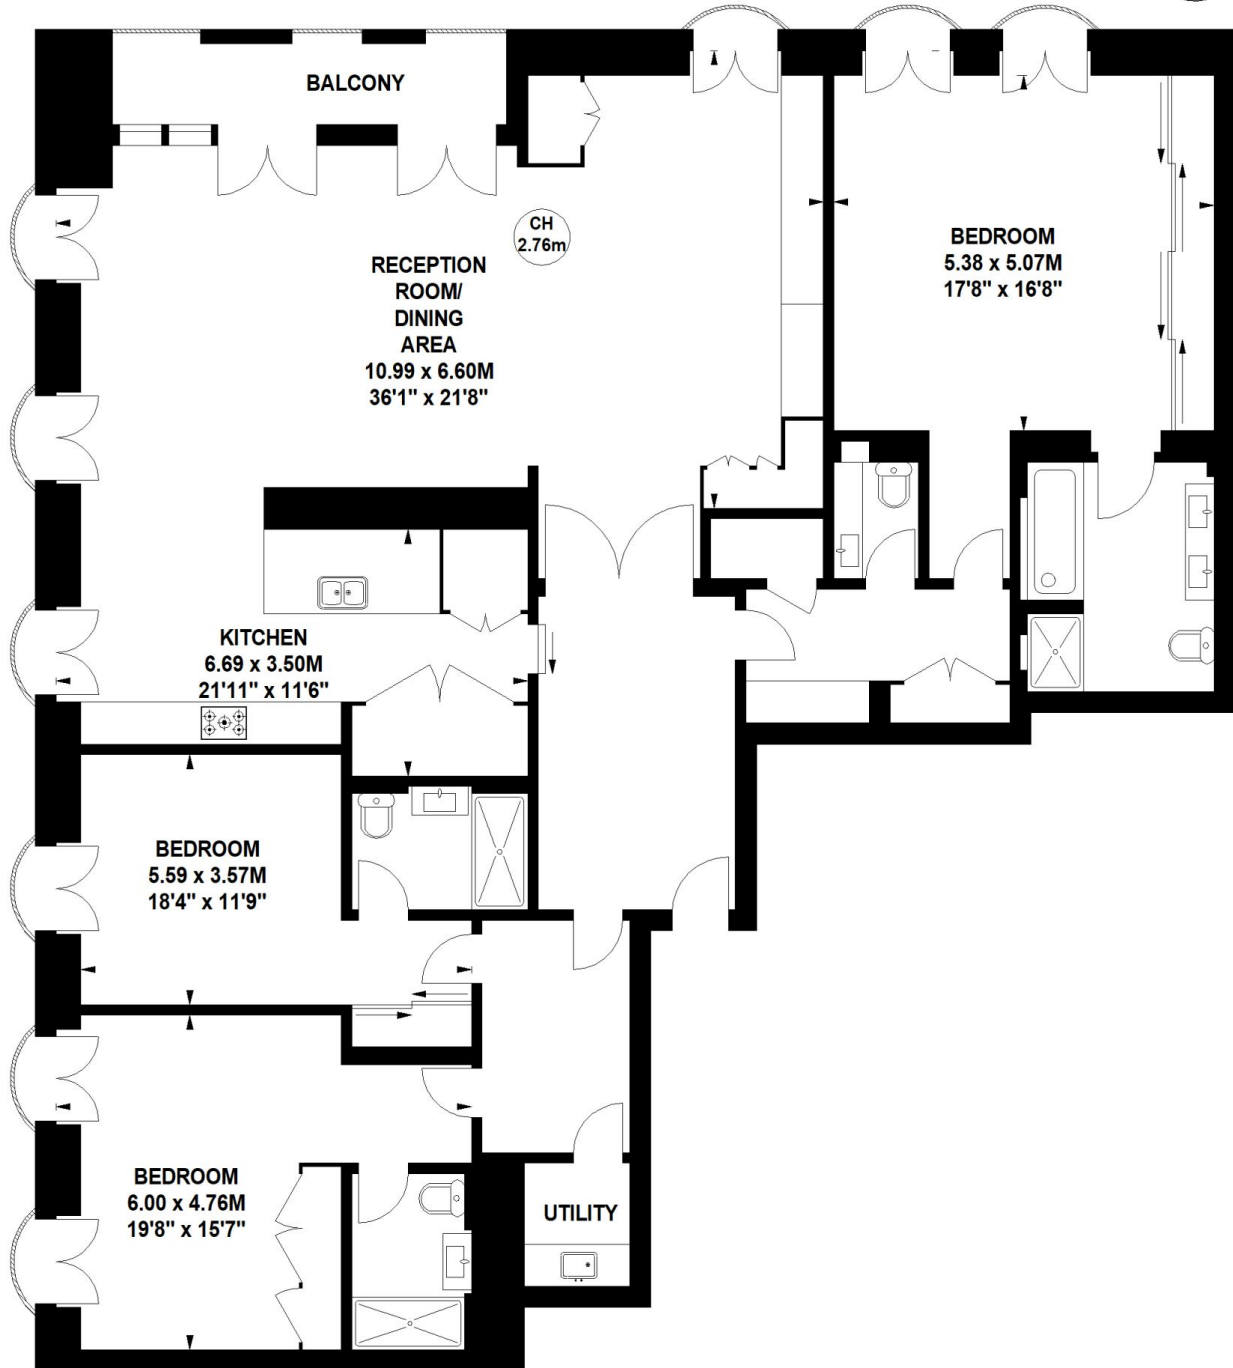 BALCONY
CH
2.76m
RECEPTION
ROOM/
DINING
AREA
10.99 x 6.60M
36'1" x 21'8"
BEDROOM
5.38 x 5.07M
17'8" x 16'8"
KITCHEN
6.69 x 3.50M
21'11" x 11'6"
BEDROOM
5.59 x 3.57M
18'4" x 11'9"
BEDROOM
6.00 x 4.76M
19'8" x 15'7"
UTILITY